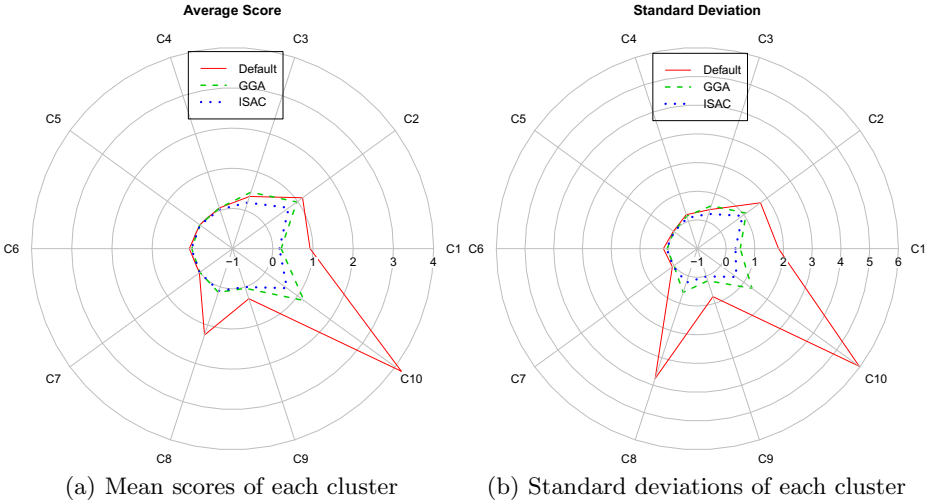 Average Score
C4
C3
Default
GGA
ISAC
C5
C2
C6
−1
0
1
2
3
4
C1
−1
C7
C10
C8
C9
(a) Mean scores of each cluster
Standard Deviation
C4
C3
Default
GGA
ISAC
C5
C2
C6
−1
0
1
2
3
4
5
6
C1
C7
C10
C8
C9
(b) Standard deviations of each cluster